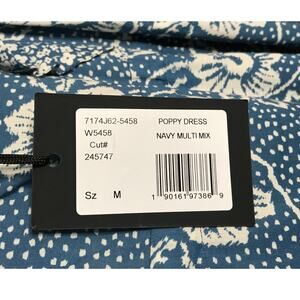 7174J62-5458 POPPY DRESS
W5458 NAVY MULTI MIX
Cut#
245747
Sz M
1 90161 97386 9